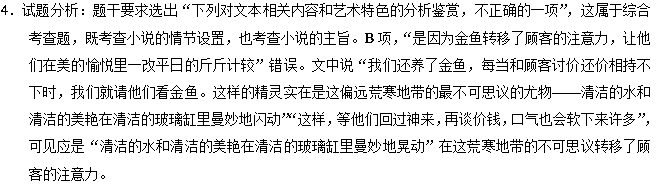 4．试题分析：题干要求选出“下列对文本相关内容和艺术特色的分析鉴赏，不正确的一项”，这属于综合
考查题，既考查小说的情节设置，也考查小说的主旨。B 项，“是因为金鱼转移了顾客的注意力，让他
们在美的愉悦里一改平日的斤斤计较”错误。文中说“我们还养了金鱼，每当和顾客讨价还价相持不
下时，我们就请他们看金鱼。这样的精灵实在是这偏远荒寒地带的最不可思议的尤物——清洁的水和
清洁的美艳在清洁的玻璃缸里曼妙地闪动”“这样，等他们回过神来，再谈价钱，口气也会软下来许多”，
可见应是“清洁的水和清洁的美艳在清洁的玻璃缸里曼妙地晃动”在这荒寒地带的不可思议转移了顾
客的注意力。